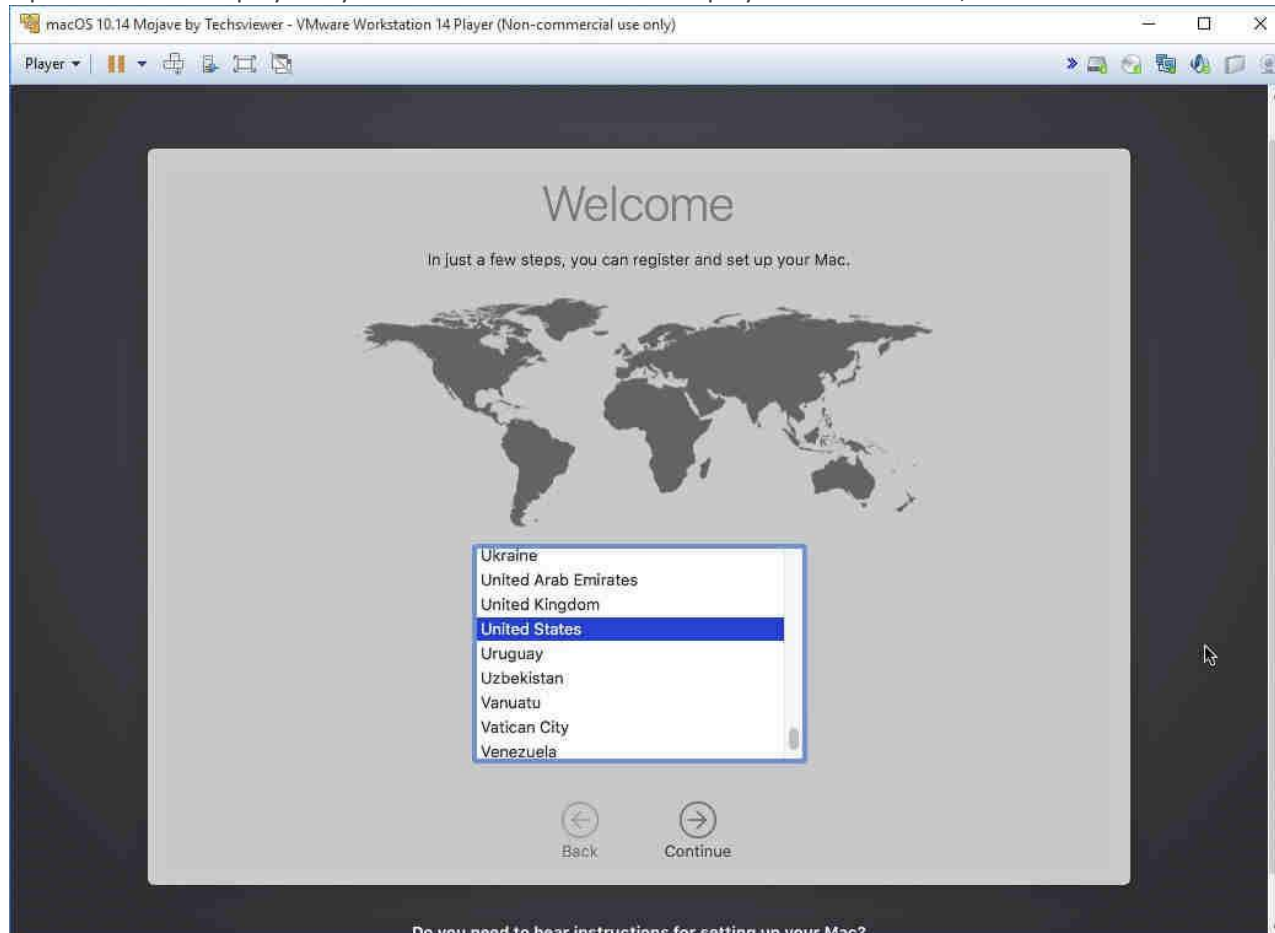 macOS 10.14 Mojave by Techsviewer - VMware Workstation 14 Player (Non-commercial use only)
Player
Welcome
In just a few steps, you can register and set up your Mac.
Ukraine
United Arab Emirates
United Kingdom
United States
Uruguay
Uzbekistan
Vanuatu
Vatican City
Venezuela
Back Continue
Do you need to hear instructions for setting up your Mac?